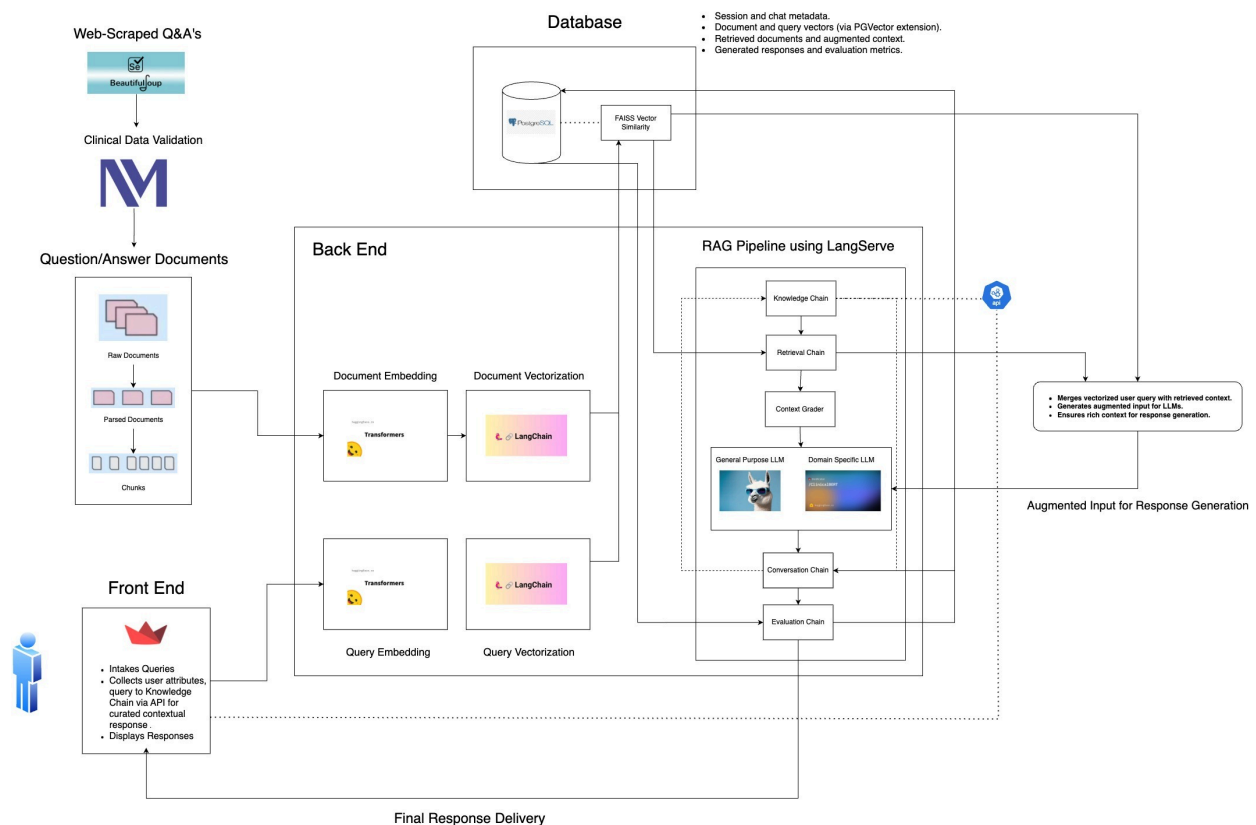 Web-Scraped Q&A's
Se
BeautifulSoup
Clinical Data Validation
Question/Answer Documents
Raw Documents
Parsed Documents
Chunks
Front End
• Intakes Queries
• Collects user attributes,
query to Knowledge
Chain via API for
curated contextual
response .
• Displays Responses
Database
• Session and chat metadata.
• Document and query vectors (via PGVector extension).
• Retrieved documents and augmented context.
• Generated responses and evaluation metrics.
PostgreSQL
FAISS Vector
Similarity
Back End
Document Embedding
Transformers
Document Vectorization
LangChain
Transformers
Query Embedding
LangChain
Query Vectorization
RAG Pipeline using LangServe
Knowledge Chain
Retrieval Chain
Context Grader
General Purpose LLM
Domain Specific LLM
Conversation Chain
Evaluation Chain
api
• Merges vectorized user query with retrieved context.
• Generates augmented input for LLMs.
• Ensures rich context for response generation.
Augmented Input for Response Generation
Final Response Delivery